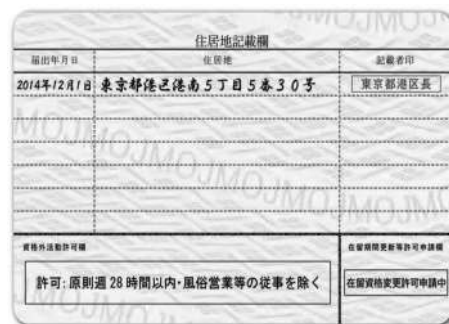 住居地記載欄
届出年月日 住居地 記載者印
2014年12月1日 東京都港区港南5丁目5番30号 東京都港区長
MOJMOJMOJMOJMOJMOJ
資格外活動許可欄 在留期間更新等許可申請欄
許可:原則週28時間以内・風俗営業等の従事を除く 在留資格変更許可申請中